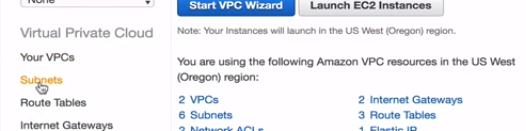 None
Start VPC Wizard
Launch EC2 Instances
Virtual Private Cloud
Note: Your Instances will launch in the US West (Oregon) region.
Your VPCs
Subnets
Route Tables
Internet Gateways
You are using the following Amazon VPC resources in the US West
(Oregon) region:
2 VPCs
2 Internet Gateways
6 Subnets
3 Route Tables
2 Network ACLs
1 Elastic IP